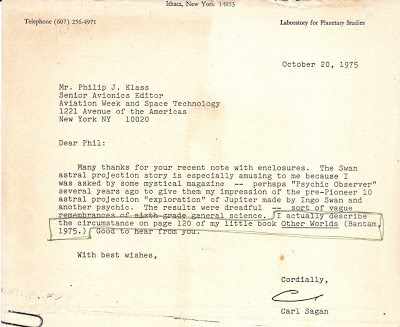 Ithaca, New York 14853
Telephone (607) 256-4971
Laboratory for Planetary Studies
October 20, 1975
Mr. Philip J. Klass
Senior Avionics Editor
Aviation Week and Space Technology
1221 Avenue of the Americas
New York NY 10020
Dear Phil:
Many thanks for your recent note with enclosures. The Swan
astral projection story is especially amusing to me because I
was asked by some mystical magazine -- perhaps "Psychic Observer"
several years ago to give them my impression of the pre-Pioneer 10
astral projection "exploration" of Jupiter made by Ingo Swan and
another psychic. The results were dreadful -- sort of vague
remembrances of sixth grade general science. I actually describe
the circumstance on page 120 of my little book Other Worlds (Bantam,
1975.) Good to hear from you.
With best wishes,
Cordially,
Carl Sagan